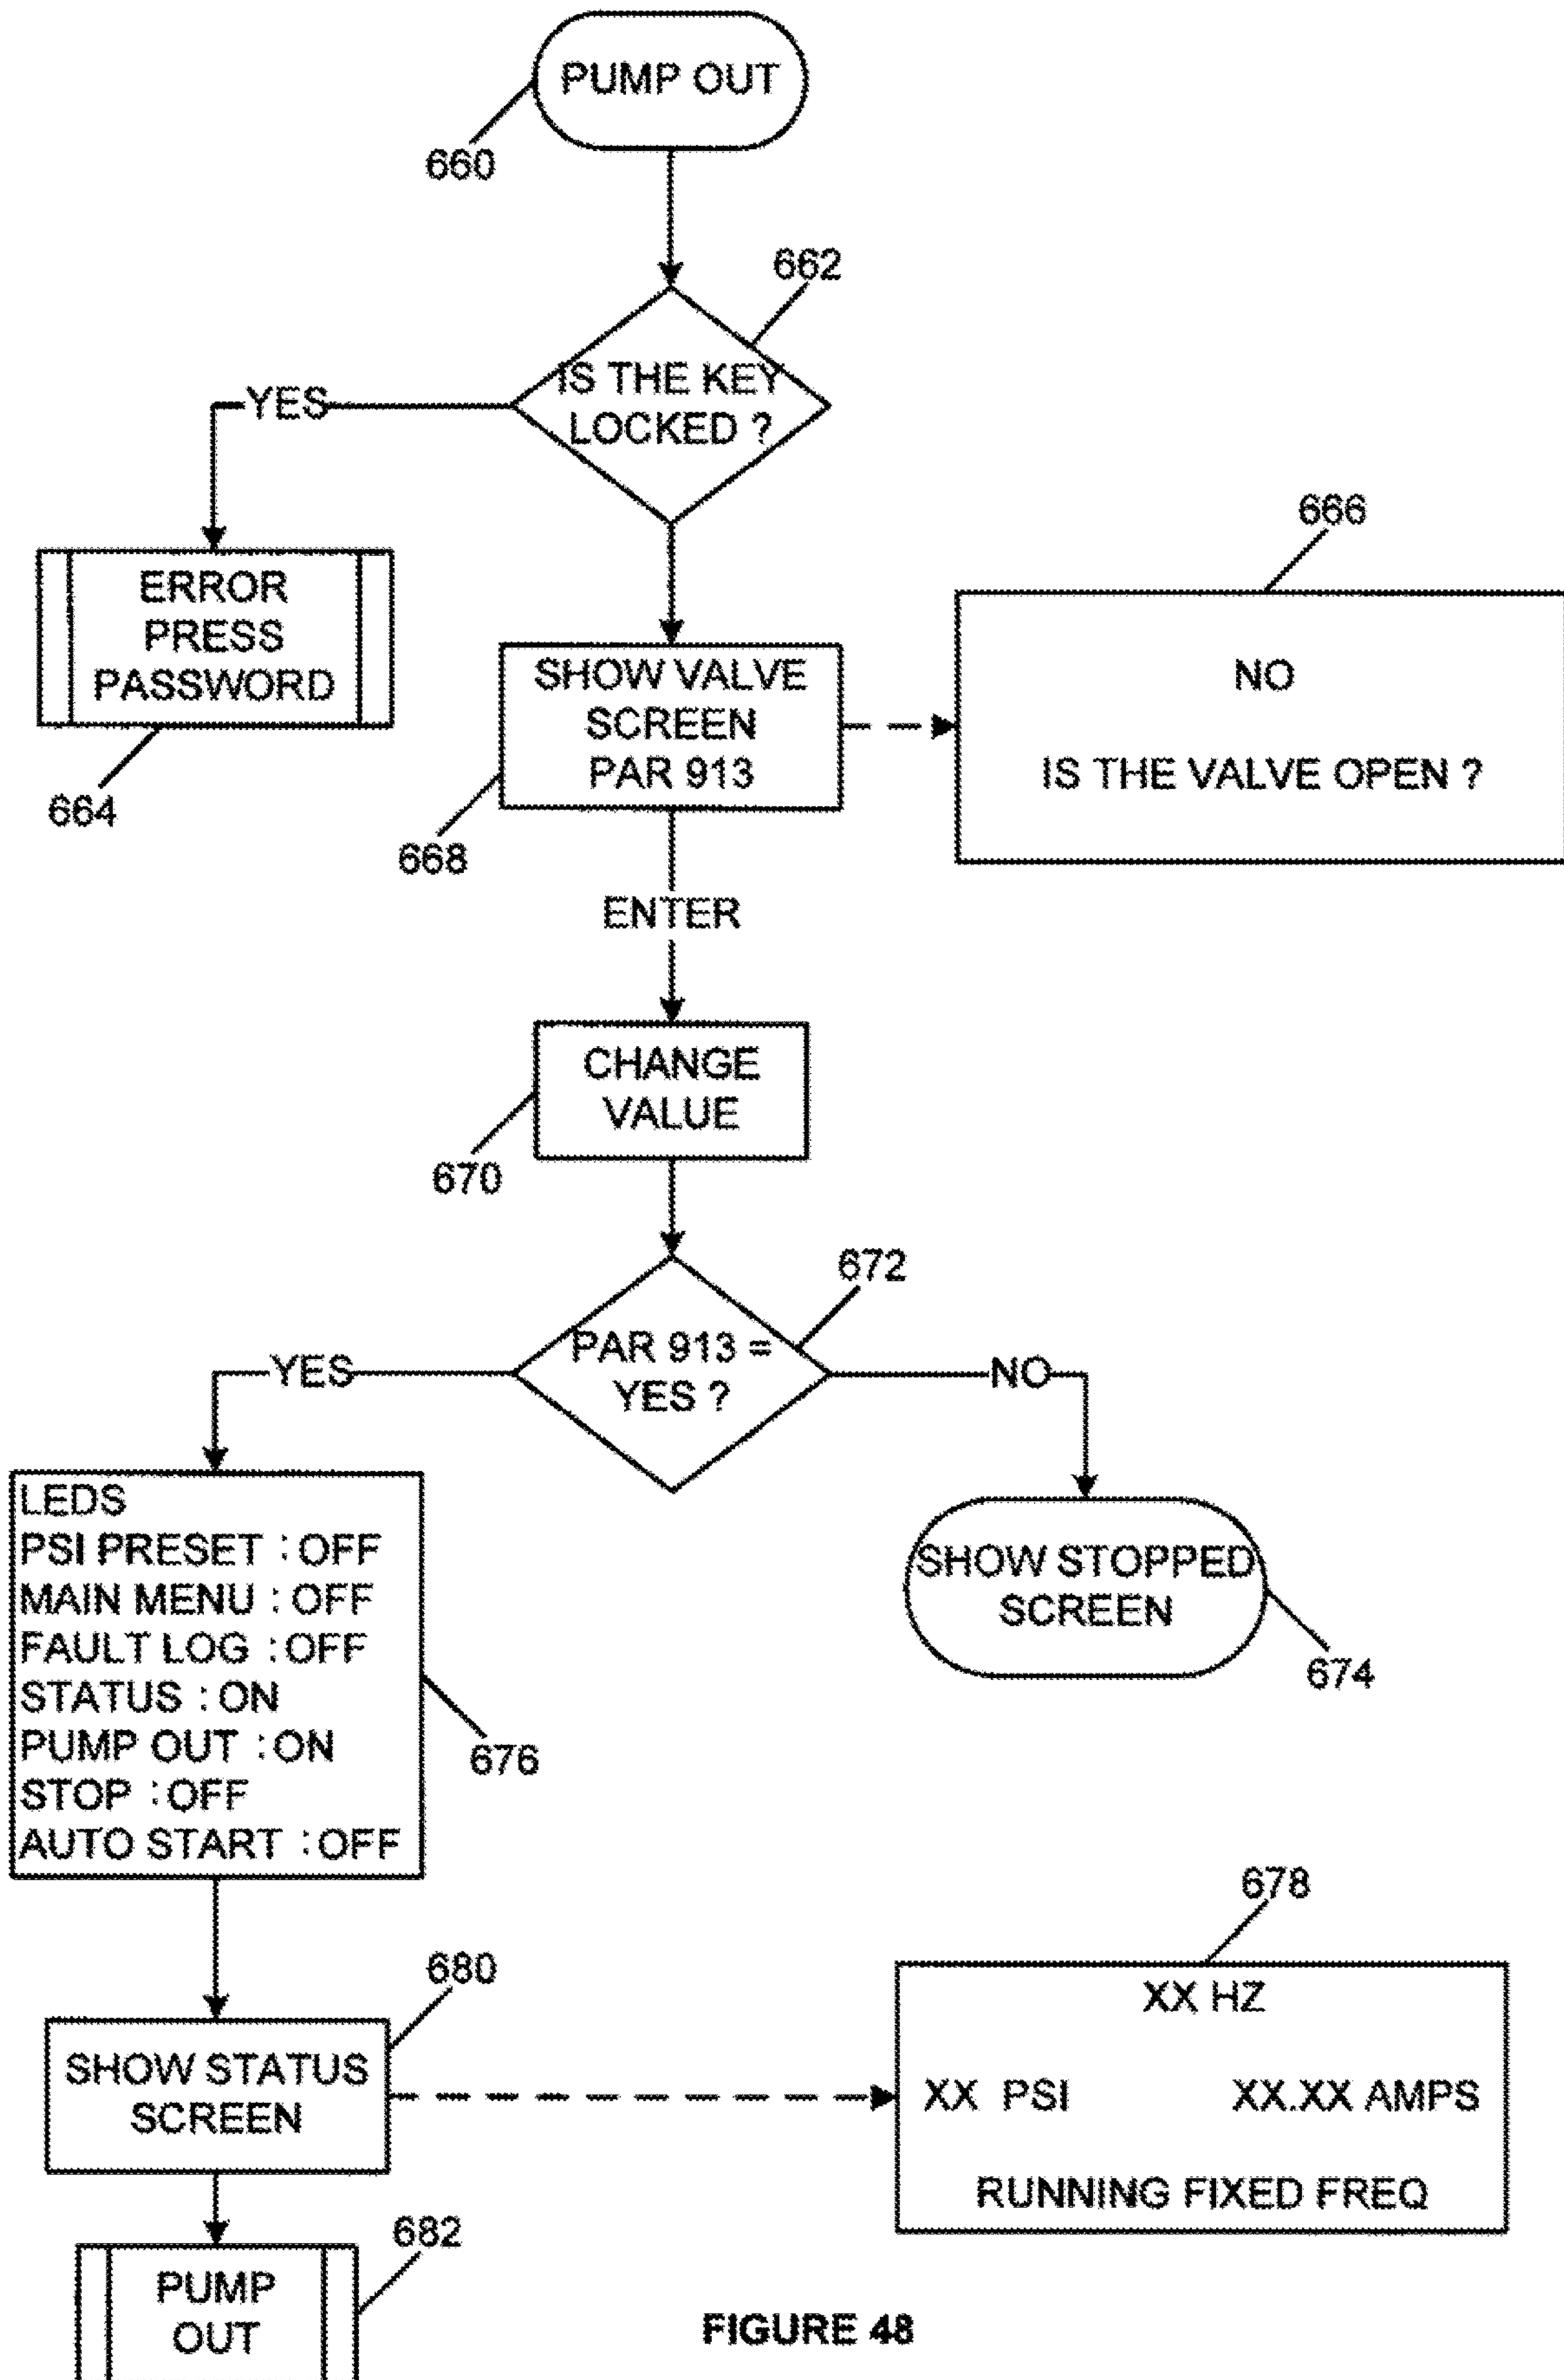 PUMP OUT
660
662
IS THE KEY
LOCKED ?
YES
666
ERROR
PRESS
PASSWORD
664
SHOW VALVE
SCREEN
PAR 913
668
NO
IS THE VALVE OPEN ?
ENTER
CHANGE
VALUE
670
672
PAR 913 =
YES ?
YES
NO
LEDS
PSI PRESET : OFF
MAIN MENU : OFF
FAULT LOG : OFF
STATUS : ON
PUMP OUT : ON
STOP : OFF
AUTO START : OFF
676
SHOW STOPPED
SCREEN
674
678
680
XX HZ
SHOW STATUS
SCREEN
XX PSI XX.XX AMPS
RUNNING FIXED FREQ
682
PUMP
OUT
FIGURE 48